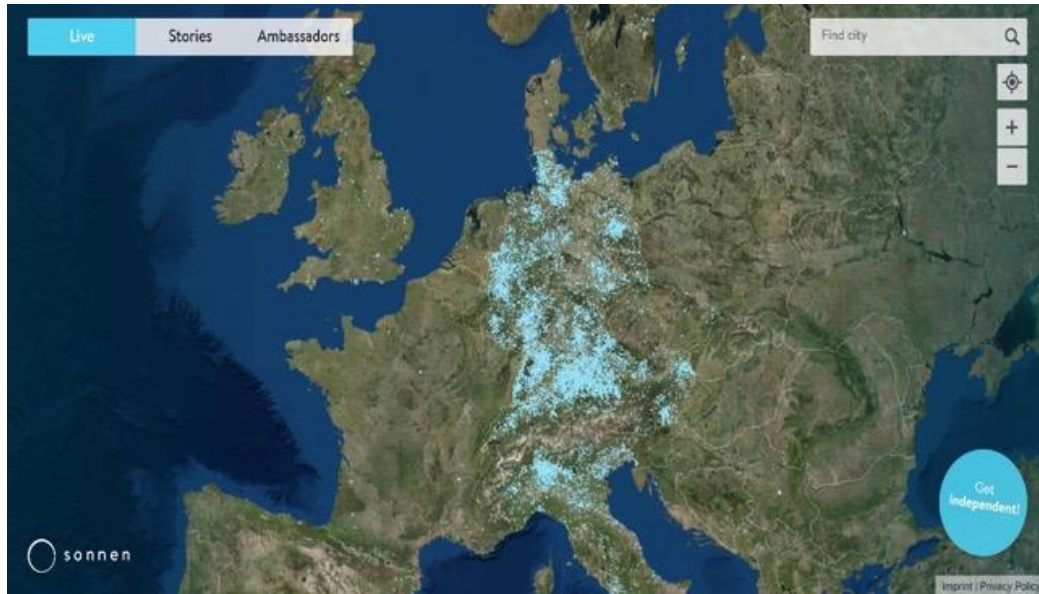 Live
Stories
Ambassadors
Find city
+
−
Get
independent!
sonnen
Imprint | Privacy Policy